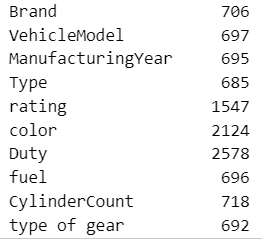 Brand 706
VehicleModel 697
ManufacturingYear 695
Type 685
rating 1547
color 2124
Duty 2578
fuel 696
CylinderCount 718
type of gear 692